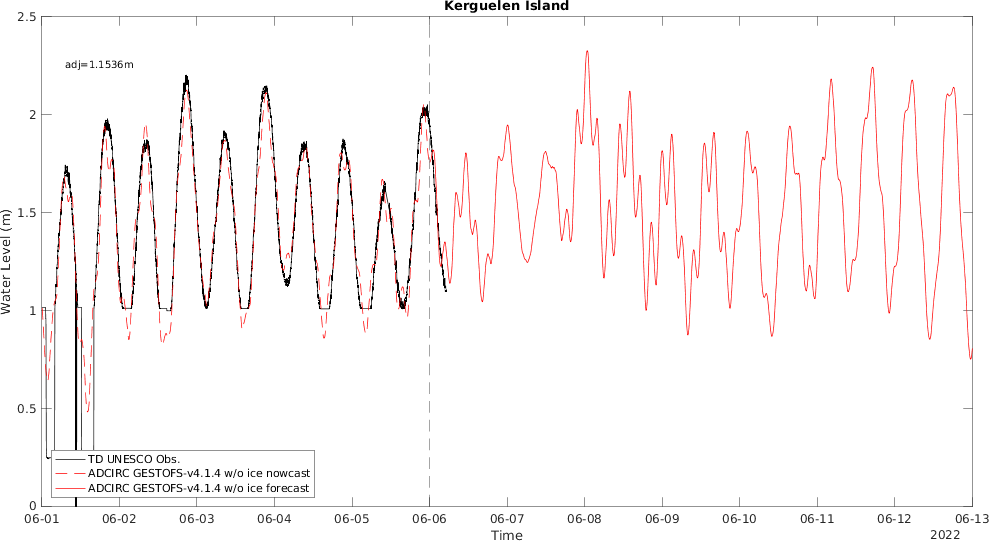 Kerguelen Island
2.5
adj=1.1536m
2
1.5
1
0.5
0
Water Level (m)
TD UNESCO Obs.
ADCIRC GESTOFS-v4.1.4 w/o ice nowcast
ADCIRC GESTOFS-v4.1.4 w/o ice forecast
06-01 06-02 06-03 06-04 06-05 06-06 06-07 06-08 06-09 06-10 06-11 06-12 06-13
Time
2022